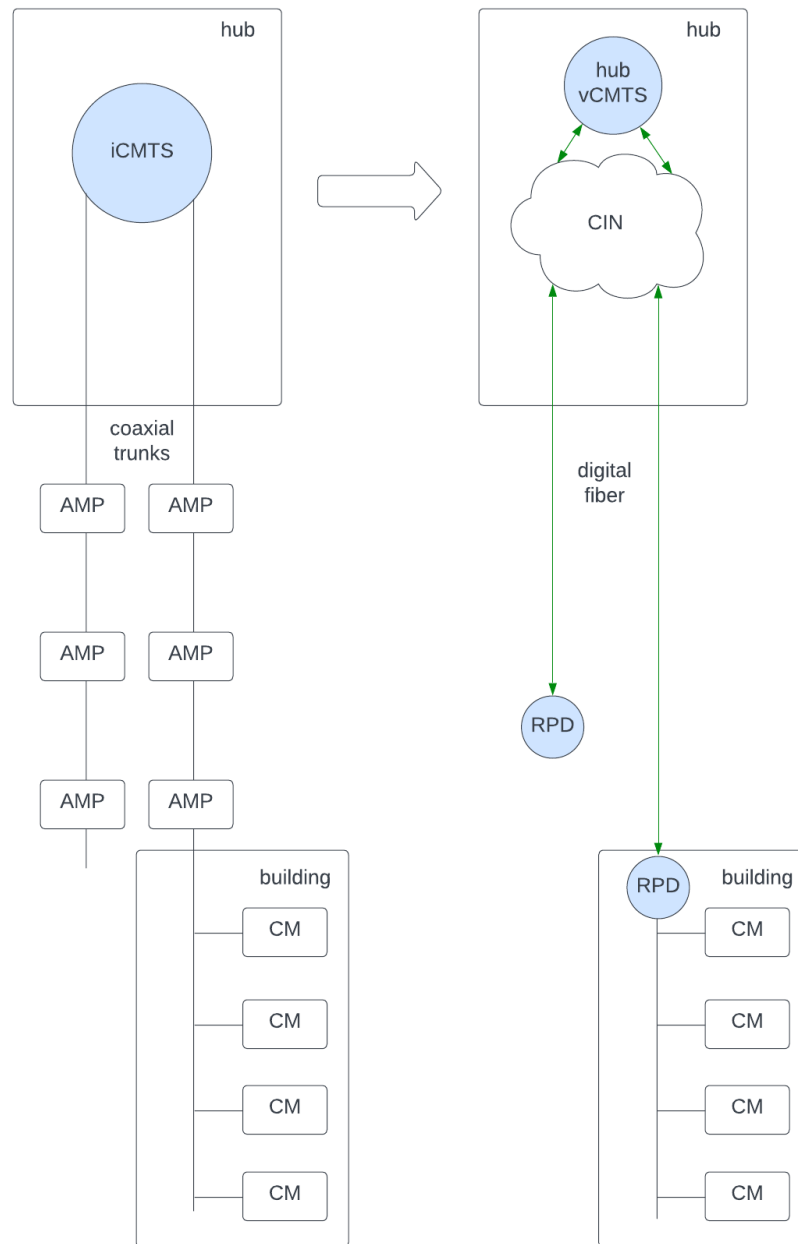 hub
iCMTS
coaxial
trunks
AMP
AMP
AMP
AMP
AMP
AMP
building
CM
CM
CM
CM
hub
hub
vCMTS
CIN
digital
fiber
RPD
RPD
building
CM
CM
CM
CM